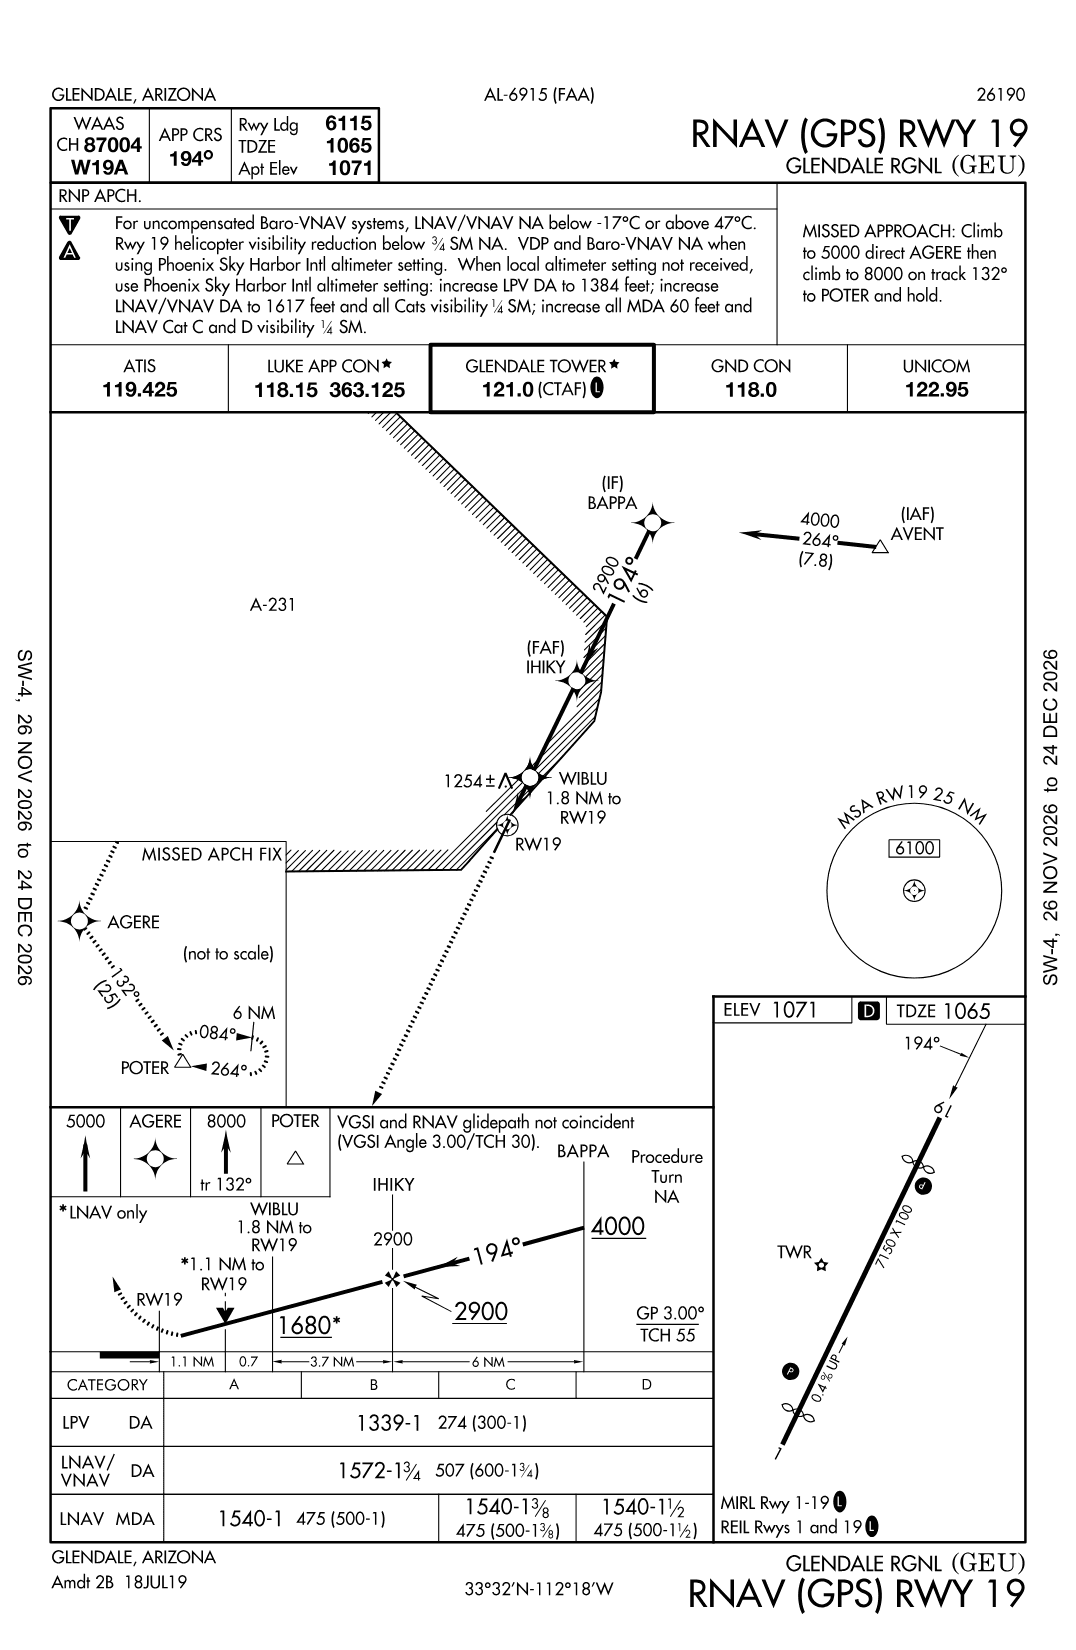 GLENDALE, ARIZONA
AL-6915 (FAA)
26190
WAAS
CH 87004
W19A
APP CRS
194°
Rwy Ldg 6115
TDZE 1065
Apt Elev 1071
RNAV (GPS) RWY 19
GLENDALE RGNL (GEU)
RNP APCH.
T
A
For uncompensated Baro-VNAV systems, LNAV/VNAV NA below -17°C or above 47°C.
Rwy 19 helicopter visibility reduction below ¾ SM NA. VDP and Baro-VNAV NA when
using Phoenix Sky Harbor Intl altimeter setting. When local altimeter setting not received,
use Phoenix Sky Harbor Intl altimeter setting: increase LPV DA to 1384 feet; increase
LNAV/VNAV DA to 1617 feet and all Cats visibility ¼ SM; increase all MDA 60 feet and
LNAV Cat C and D visibility ¼ SM.
MISSED APPROACH: Climb
to 5000 direct AGERE then
climb to 8000 on track 132°
to POTER and hold.
ATIS
119.425
LUKE APP CON★
118.15 363.125
GLENDALE TOWER★
121.0 (CTAF) L
GND CON
118.0
UNICOM
122.95
(IF)
BAPPA
(IAF)
AVENT
4000
264°
(7.8)
2900
194°
(6)
A-231
(FAF)
IHIKY
1254±
WIBLU
1.8 NM to
RW19
RW19
MSA RW19 25 NM
6100
MISSED APCH FIX
AGERE
(not to scale)
132°
(25)
6 NM
084°
264°
POTER
SW-4, 26 NOV 2026 to 24 DEC 2026
SW-4, 26 NOV 2026 to 24 DEC 2026
ELEV 1071
D
TDZE 1065
194°
19
P
7150 X 100
TWR
P
0.4 % UP
1
MIRL Rwy 1-19 L
REIL Rwys 1 and 19 L
5000
AGERE
8000
tr 132°
POTER
VGSI and RNAV glidepath not coincident
(VGSI Angle 3.00/TCH 30).
BAPPA
Procedure
Turn
NA
*LNAV only
IHIKY
WIBLU
1.8 NM to
RW19
*1.1 NM to
RW19
RW19
2900
194°
4000
2900
1680*
GP 3.00°
TCH 55
1.1 NM
0.7
3.7 NM
6 NM
CATEGORY A B C D
LPV DA 1339-1 274 (300-1)
LNAV/
VNAV DA 1572-1¾ 507 (600-1¾)
LNAV MDA 1540-1 475 (500-1)
1540-1⅜
475 (500-1⅜)
1540-1½
475 (500-1½)
GLENDALE, ARIZONA
Amdt 2B 18JUL19
33°32'N-112°18'W
GLENDALE RGNL (GEU)
RNAV (GPS) RWY 19